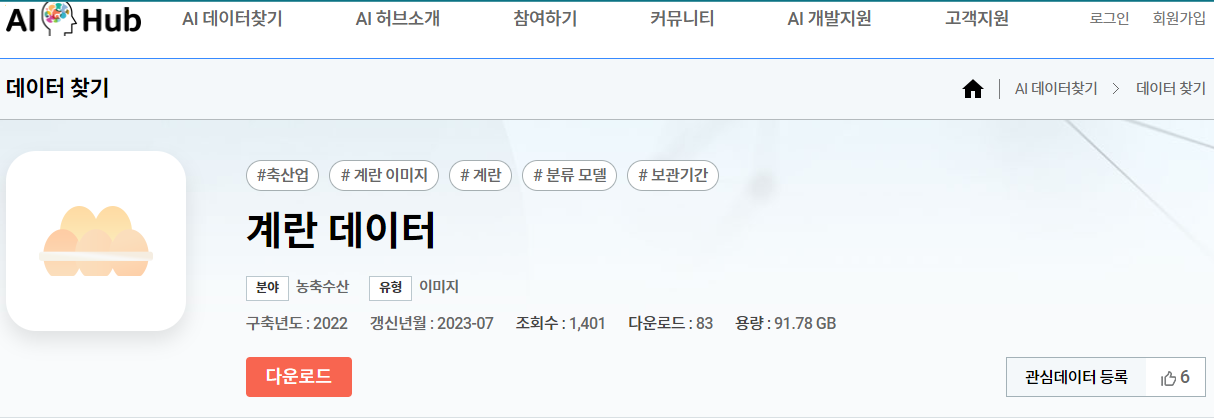 AI Hub AI 데이터찾기 AI 허브소개 참여하기 커뮤니티 AI 개발지원 고객지원 로그인 회원가입
데이터 찾기 AI 데이터찾기 > 데이터 찾기
#축산업 # 계란 이미지 # 계란 # 분류 모델 # 보관기간
계란 데이터
분야 농축수산 유형 이미지
구축년도 : 2022 갱신년월 : 2023-07 조회수 : 1,401 다운로드 : 83 용량 : 91.78 GB
다운로드 관심데이터 등록 6